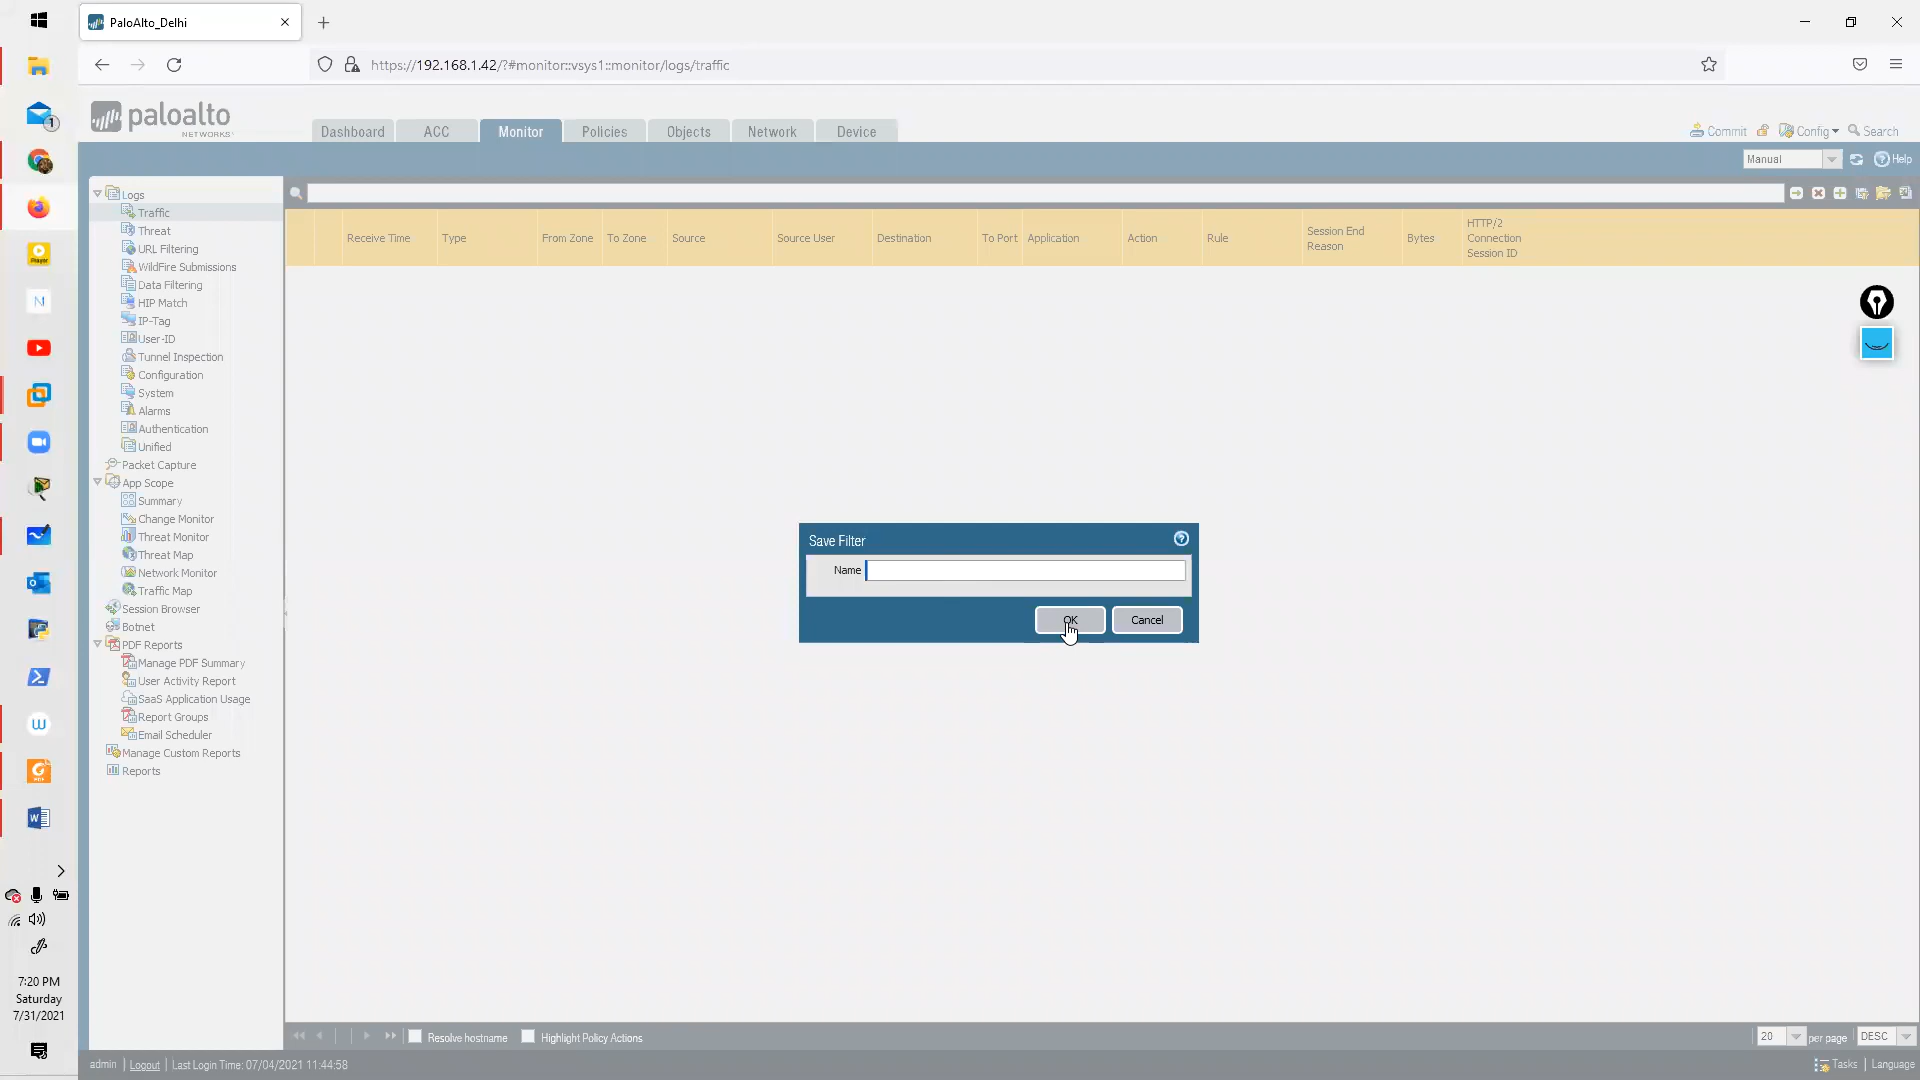 PaloAlto_Delhi
https://192.168.1.42/?#monitor::vsys1::monitor/logs/traffic
paloalto
NETWORKS
Dashboard
ACC
Monitor
Policies
Objects
Network
Device
Commit
Config
Search
Manual
Help
Logs
Traffic
Threat
URL Filtering
WildFire Submissions
Data Filtering
HIP Match
IP-Tag
User-ID
Tunnel Inspection
Configuration
System
Alarms
Authentication
Unified
Packet Capture
App Scope
Summary
Change Monitor
Threat Monitor
Threat Map
Network Monitor
Traffic Map
Session Browser
Botnet
PDF Reports
Manage PDF Summary
User Activity Report
SaaS Application Usage
Report Groups
Email Scheduler
Manage Custom Reports
Reports
Receive Time
Type
From Zone
To Zone
Source
Source User
Destination
To Port
Application
Action
Rule
Session End
Reason
Bytes
HTTP/2
Connection
Session ID
Save Filter
Name
OK
Cancel
Resolve hostname
Highlight Policy Actions
20
per page
DESC
admin | Logout | Last Login Time: 07/04/2021 11:44:58
Tasks | Language
1
Player
N
W
PDF
7:20 PM
Saturday
7/31/2021